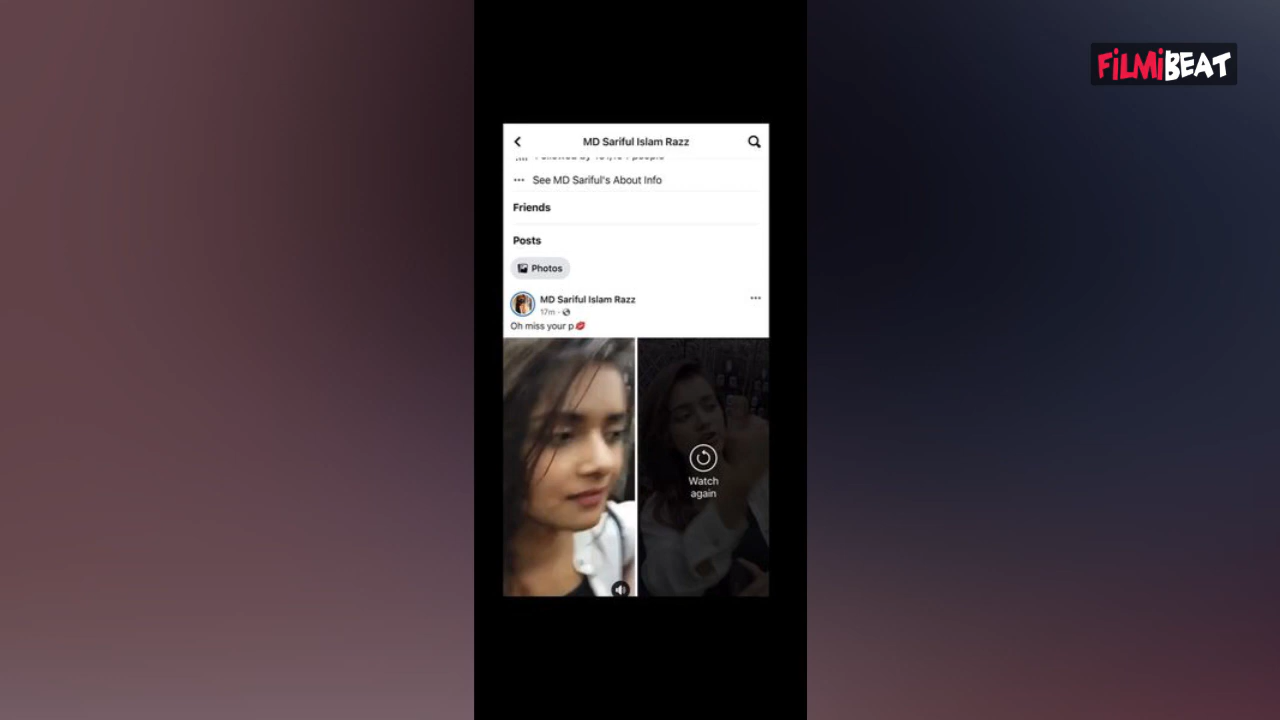 FiLMiBEAT
MD Sariful Islam Razz
See MD Sariful's About Info
Friends
Posts
Photos
MD Sariful Islam Razz
17m
Oh miss your p💋
Watch
again